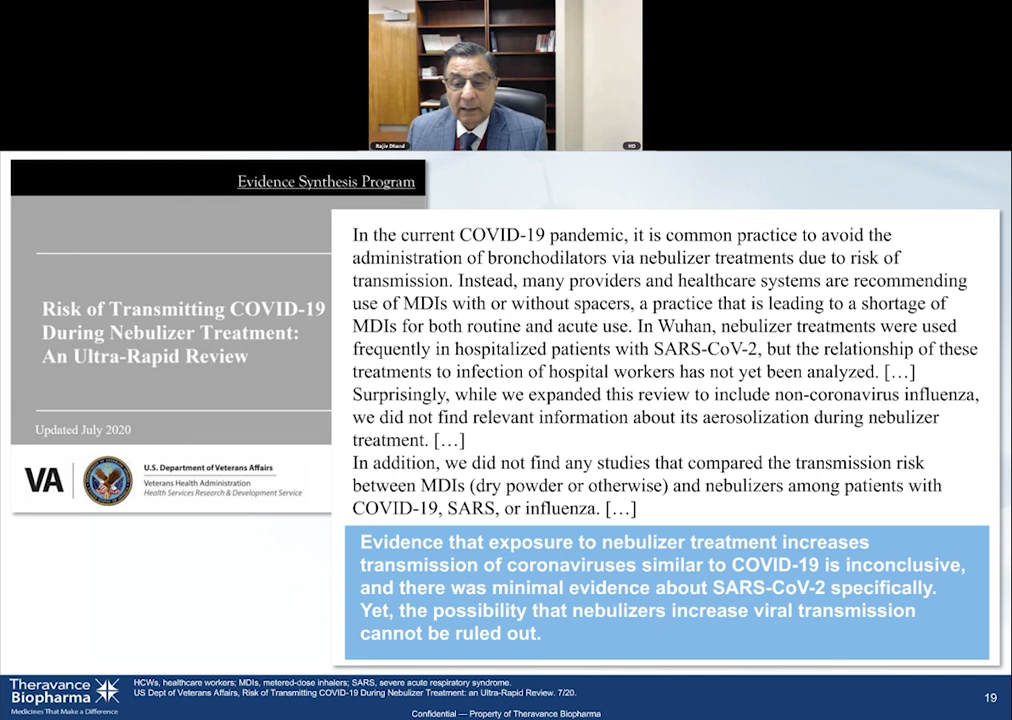 Rajiv Dhand
HD
Evidence Synthesis Program
Risk of Transmitting COVID-19
During Nebulizer Treatment:
An Ultra-Rapid Review
Updated July 2020
VA
U.S. Department of Veterans Affairs
Veterans Health Administration
Health Services Research & Development Service
In the current COVID-19 pandemic, it is common practice to avoid the
administration of bronchodilators via nebulizer treatments due to risk of
transmission. Instead, many providers and healthcare systems are recommending
use of MDIs with or without spacers, a practice that is leading to a shortage of
MDIs for both routine and acute use. In Wuhan, nebulizer treatments were used
frequently in hospitalized patients with SARS-CoV-2, but the relationship of these
treatments to infection of hospital workers has not yet been analyzed. […]
Surprisingly, while we expanded this review to include non-coronavirus influenza,
we did not find relevant information about its aerosolization during nebulizer
treatment. […]
In addition, we did not find any studies that compared the transmission risk
between MDIs (dry powder or otherwise) and nebulizers among patients with
COVID-19, SARS, or influenza. […]
Evidence that exposure to nebulizer treatment increases
transmission of coronaviruses similar to COVID-19 is inconclusive,
and there was minimal evidence about SARS-CoV-2 specifically.
Yet, the possibility that nebulizers increase viral transmission
cannot be ruled out.
Theravance
Biopharma
Medicines That Make a Difference
HCWs, healthcare workers; MDIs, metered-dose inhalers; SARS, severe acute respiratory syndrome.
US Dept of Veterans Affairs, Risk of Transmitting COVID-19 During Nebulizer Treatment: an Ultra-Rapid Review. 7/20.
Confidential — Property of Theravance Biopharma
19